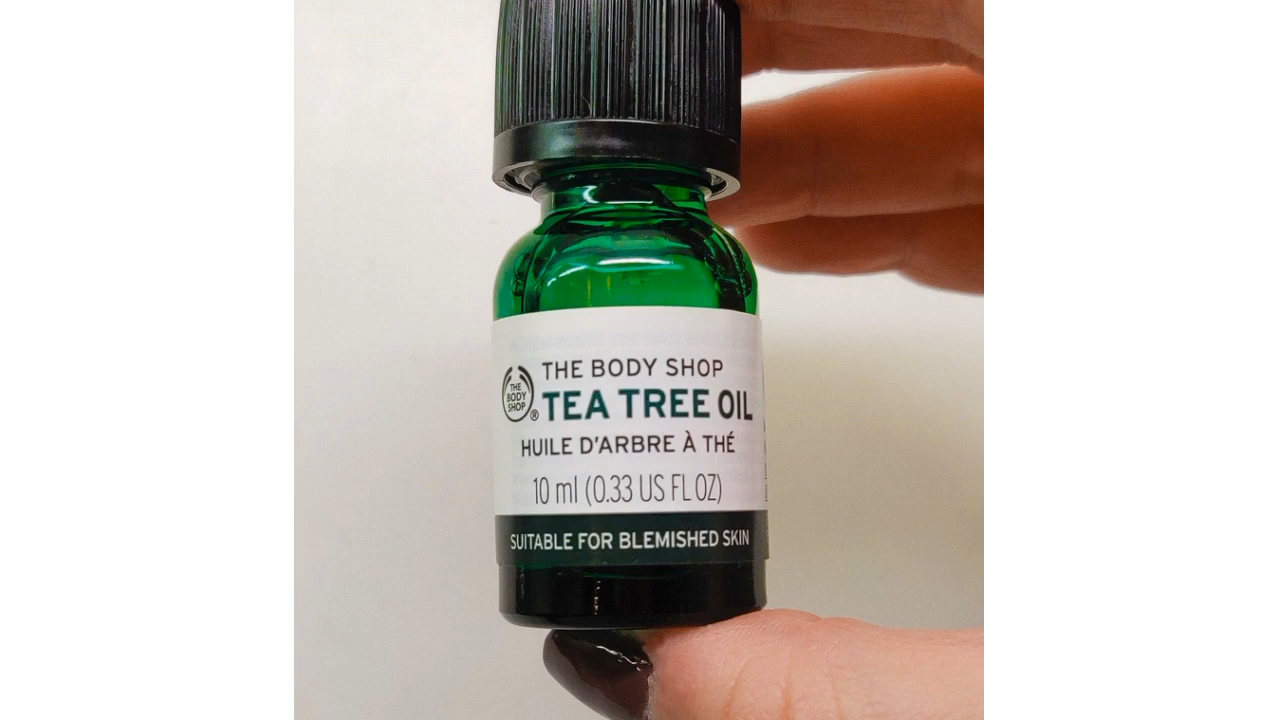 THE BODY SHOP
THE
BODY
SHOP
®
TEA TREE OIL
HUILE D'ARBRE À THÉ
10 ml (0.33 US FL OZ)
SUITABLE FOR BLEMISHED SKIN